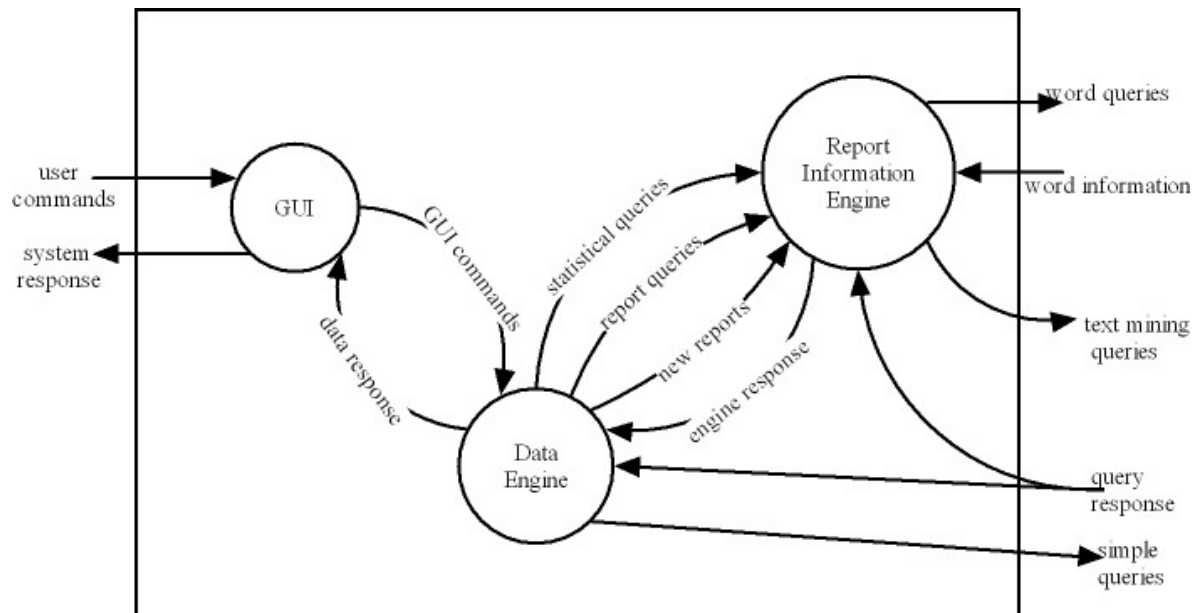 word queries
Report
Information
Engine
user
commands
word information
GUI
GUI commands
statistical queries
report queries
system
response
data response
new reports
engine response
text mining
queries
Data
Engine
query
response
simple
queries